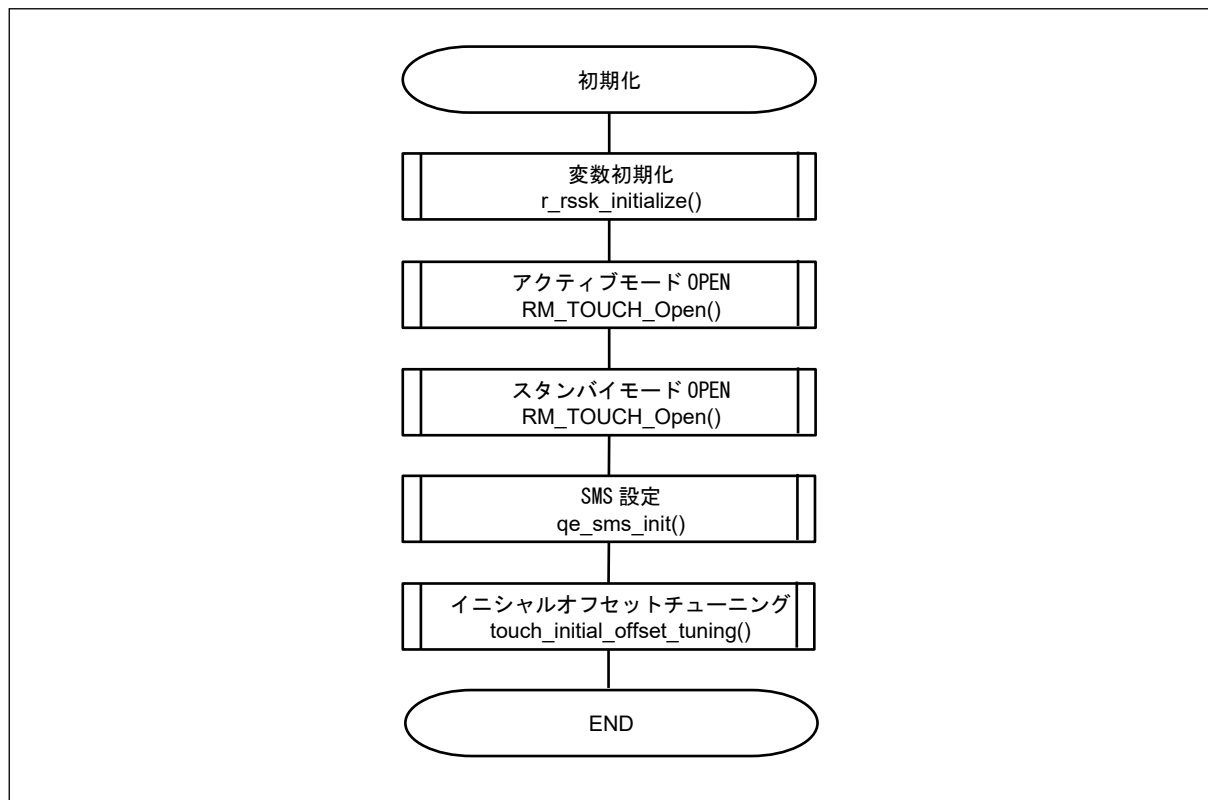 初期化
変数初期化
r_rssk_initialize()
アクティブモード OPEN
RM_TOUCH_Open()
スタンバイモード OPEN
RM_TOUCH_Open()
SMS 設定
qe_sms_init()
イニシャルオフセットチューニング
touch_initial_offset_tuning()
END